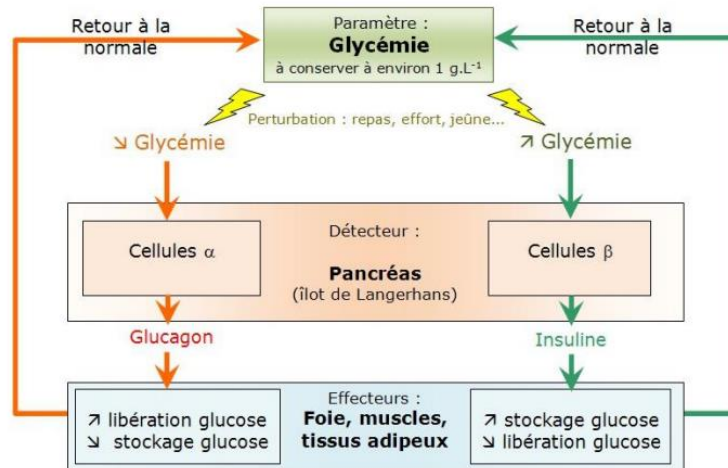 Retour à la
normale
Paramètre :
Glycémie
à conserver à environ 1 g.L⁻¹
Retour à la
normale
Perturbation : repas, effort, jeûne...
↘ Glycémie
↗ Glycémie
Cellules α
Détecteur :
Pancréas
(îlot de Langerhans)
Cellules β
Glucagon
Insuline
↗ libération glucose
↘ stockage glucose
Effecteurs :
Foie, muscles,
tissus adipeux
↗ stockage glucose
↘ libération glucose